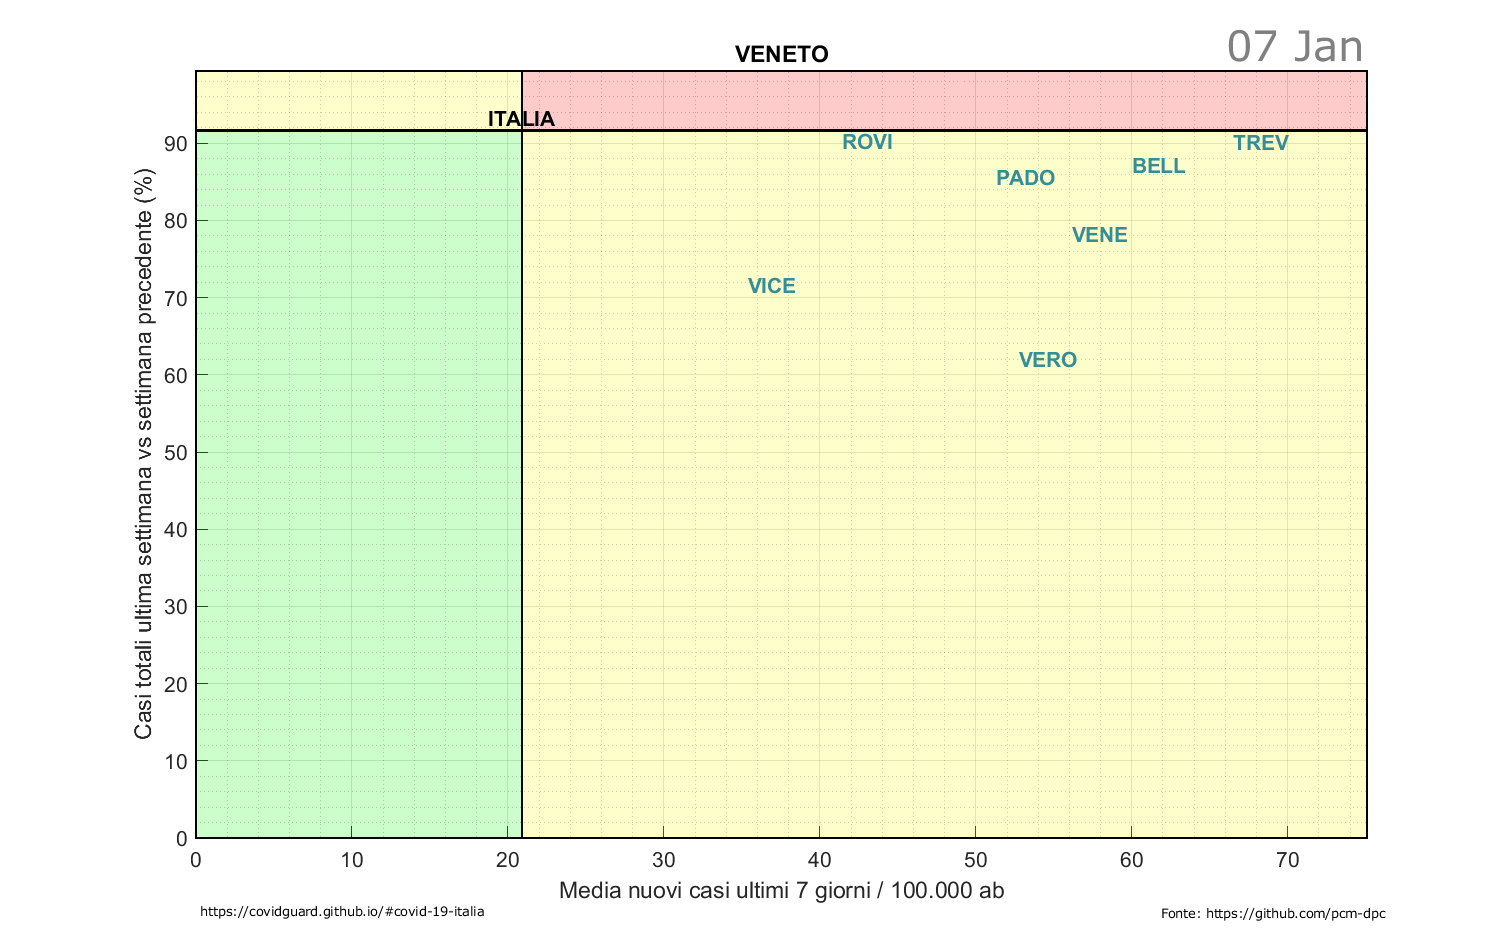 07 Jan
VENETO
ITALIA
90
ROVI
TREV
BELL
PADO
80
VENE
VICE
70
VERO
60
50
40
30
20
10
0
Casi totali ultima settimana vs settimana precedente (%)
0 10 20 30 40 50 60 70
Media nuovi casi ultimi 7 giorni / 100.000 ab
https://covidguard.github.io/#covid-19-italia
Fonte: https://github.com/pcm-dpc